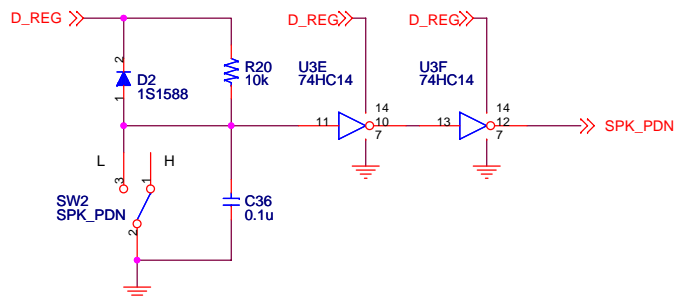 D_REG
D_REG
D_REG
2
D2
1S1588
1
R20
10k
U3E
74HC14
U3F
74HC14
11
14
10
7
13
14
12
7
SPK_PDN
L
H
3
1
SW2
SPK_PDN
2
C36
0.1u